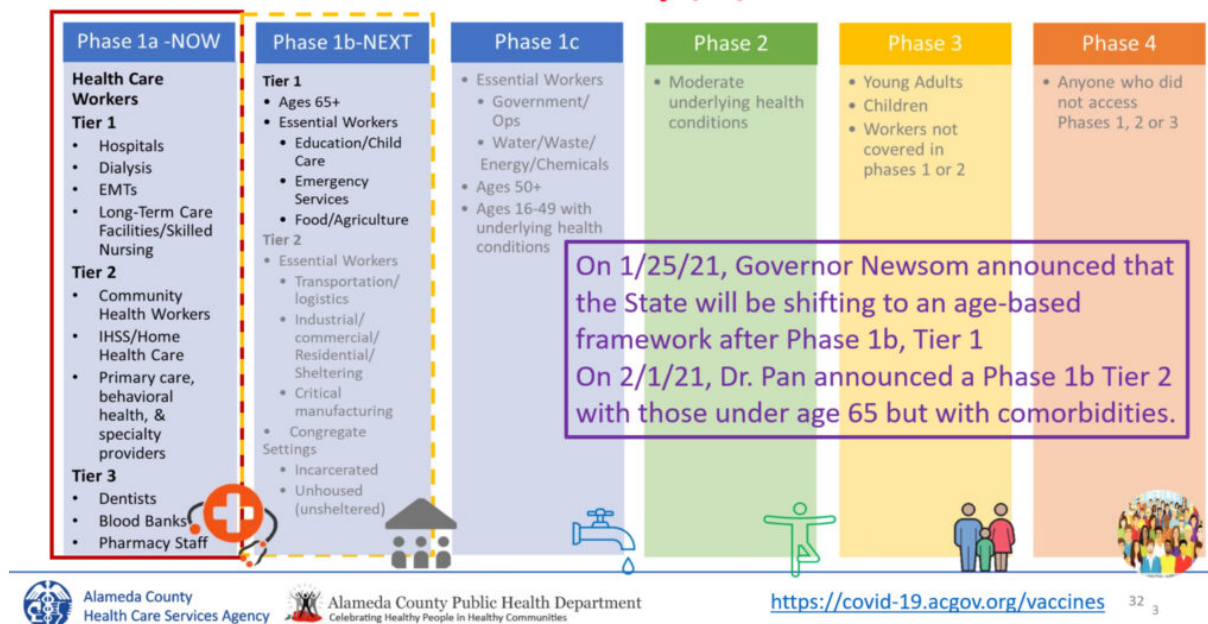 Phase 1a -NOW
Health Care
Workers
Tier 1
• Hospitals
• Dialysis
• EMTs
• Long-Term Care
Facilities/Skilled
Nursing
Tier 2
• Community
Health Workers
• IHSS/Home
Health Care
• Primary care,
behavioral
health, &
specialty
providers
Tier 3
• Dentists
• Blood Banks
• Pharmacy Staff
Phase 1b-NEXT
Tier 1
• Ages 65+
• Essential Workers
• Education/Child
Care
• Emergency
Services
• Food/Agriculture
Tier 2
• Essential Workers
• Transportation/
logistics
• Industrial/
commercial/
Residential/
Sheltering
• Critical
manufacturing
• Congregate
Settings
• Incarcerated
• Unhoused
(unsheltered)
Phase 1c
• Essential Workers
• Government/
Ops
• Water/Waste/
Energy/Chemicals
• Ages 50+
• Ages 16-49 with
underlying health
conditions
Phase 2
• Moderate
underlying health
conditions
Phase 3
• Young Adults
• Children
• Workers not
covered in
phases 1 or 2
Phase 4
• Anyone who did
not access
Phases 1, 2 or 3
On 1/25/21, Governor Newsom announced that
the State will be shifting to an age-based
framework after Phase 1b, Tier 1
On 2/1/21, Dr. Pan announced a Phase 1b Tier 2
with those under age 65 but with comorbidities.
Alameda County
Health Care Services Agency
Alameda County Public Health Department
Celebrating Healthy People in Healthy Communities
https://covid-19.acgov.org/vaccines
32
3